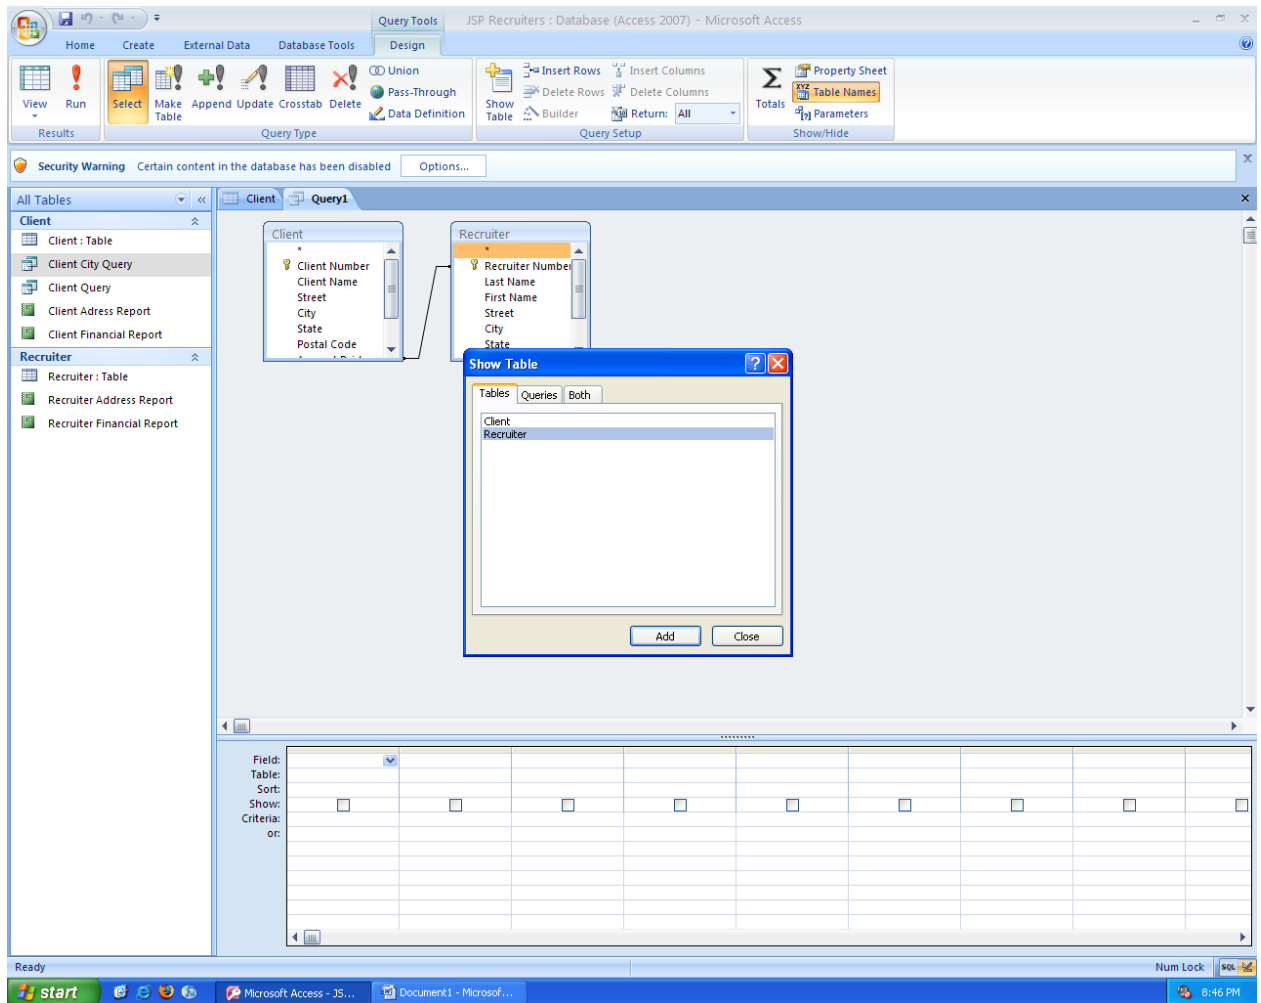 Query Tools
JSP Recruiters : Database (Access 2007) - Microsoft Access
Home Create External Data Database Tools Design
View Run Select Make Table Append Update Crosstab Delete
Union
Pass-Through
Data Definition
Show Table
Insert Rows
Delete Rows
Builder
Insert Columns
Delete Columns
Return: All
Σ
Totals
Property Sheet
XYZ Table Names
[?] Parameters
Results Query Type Query Setup Show/Hide
Security Warning Certain content in the database has been disabled Options...
All Tables
Client
Client : Table
Client City Query
Client Query
Client Adress Report
Client Financial Report
Recruiter
Recruiter : Table
Recruiter Address Report
Recruiter Financial Report
Client Query1
Client
*
Client Number
Client Name
Street
City
State
Postal Code
Recruiter
*
Recruiter Number
Last Name
First Name
Street
City
State
Show Table
Tables Queries Both
Client
Recruiter
Add Close
Field:
Table:
Sort:
Show:
Criteria:
or:
Ready Num Lock SQL
start Microsoft Access - JS... Document1 - Microsof... 8:46 PM